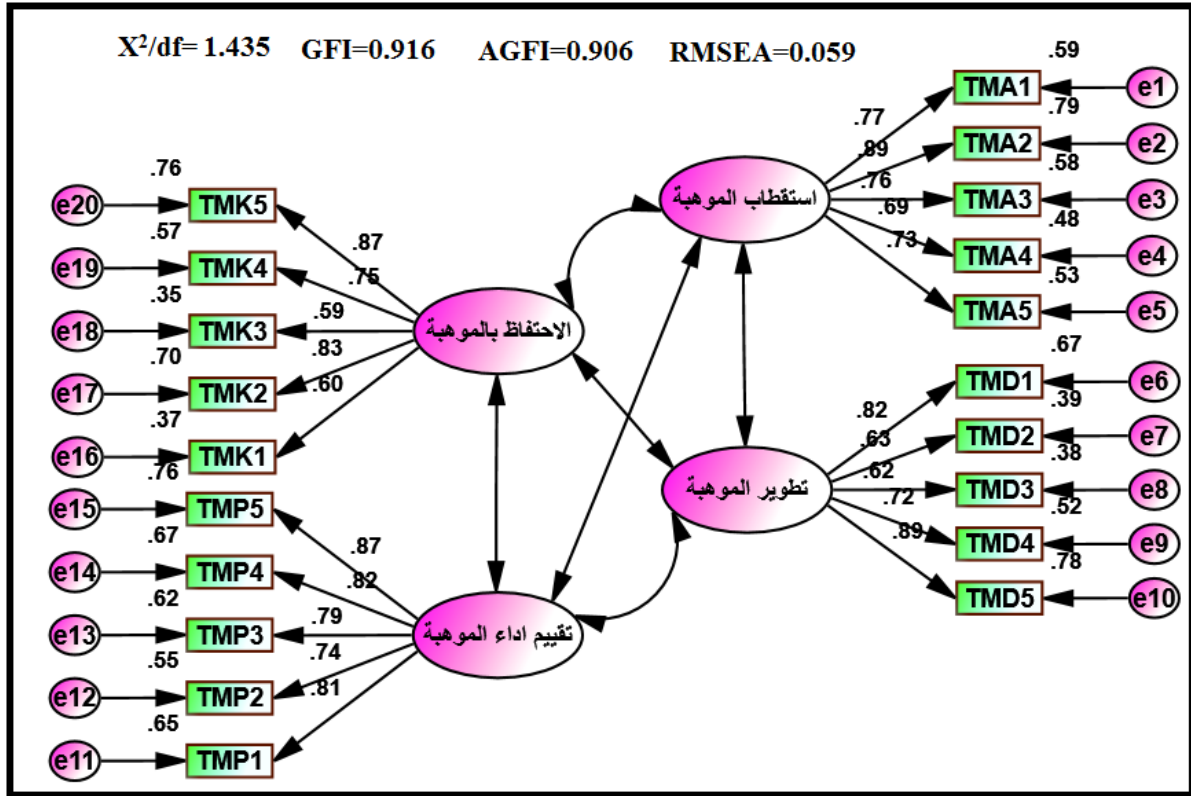 X²/df= 1.435 GFI=0.916 AGFI=0.906 RMSEA=0.059
.59
TMA1
e1
.77
.79
TMA2
e2
.89
.58
TMA3
e3
.76
.48
TMA4
e4
.69
.53
TMA5
e5
.73
استقطاب الموهبة
.76
e20
TMK5
.87
.57
e19
TMK4
.75
.35
e18
TMK3
.59
.70
e17
TMK2
.83
.37
e16
TMK1
.60
الاحتفاظ بالموهبة
.67
TMD1
e6
.82
.39
TMD2
e7
.63
.38
TMD3
e8
.62
.52
TMD4
e9
.72
.78
TMD5
e10
.89
تطوير الموهبة
.76
e15
TMP5
.87
.67
e14
TMP4
.82
.62
e13
TMP3
.79
.55
e12
TMP2
.74
.65
e11
TMP1
.81
تقييم اداء الموهبة